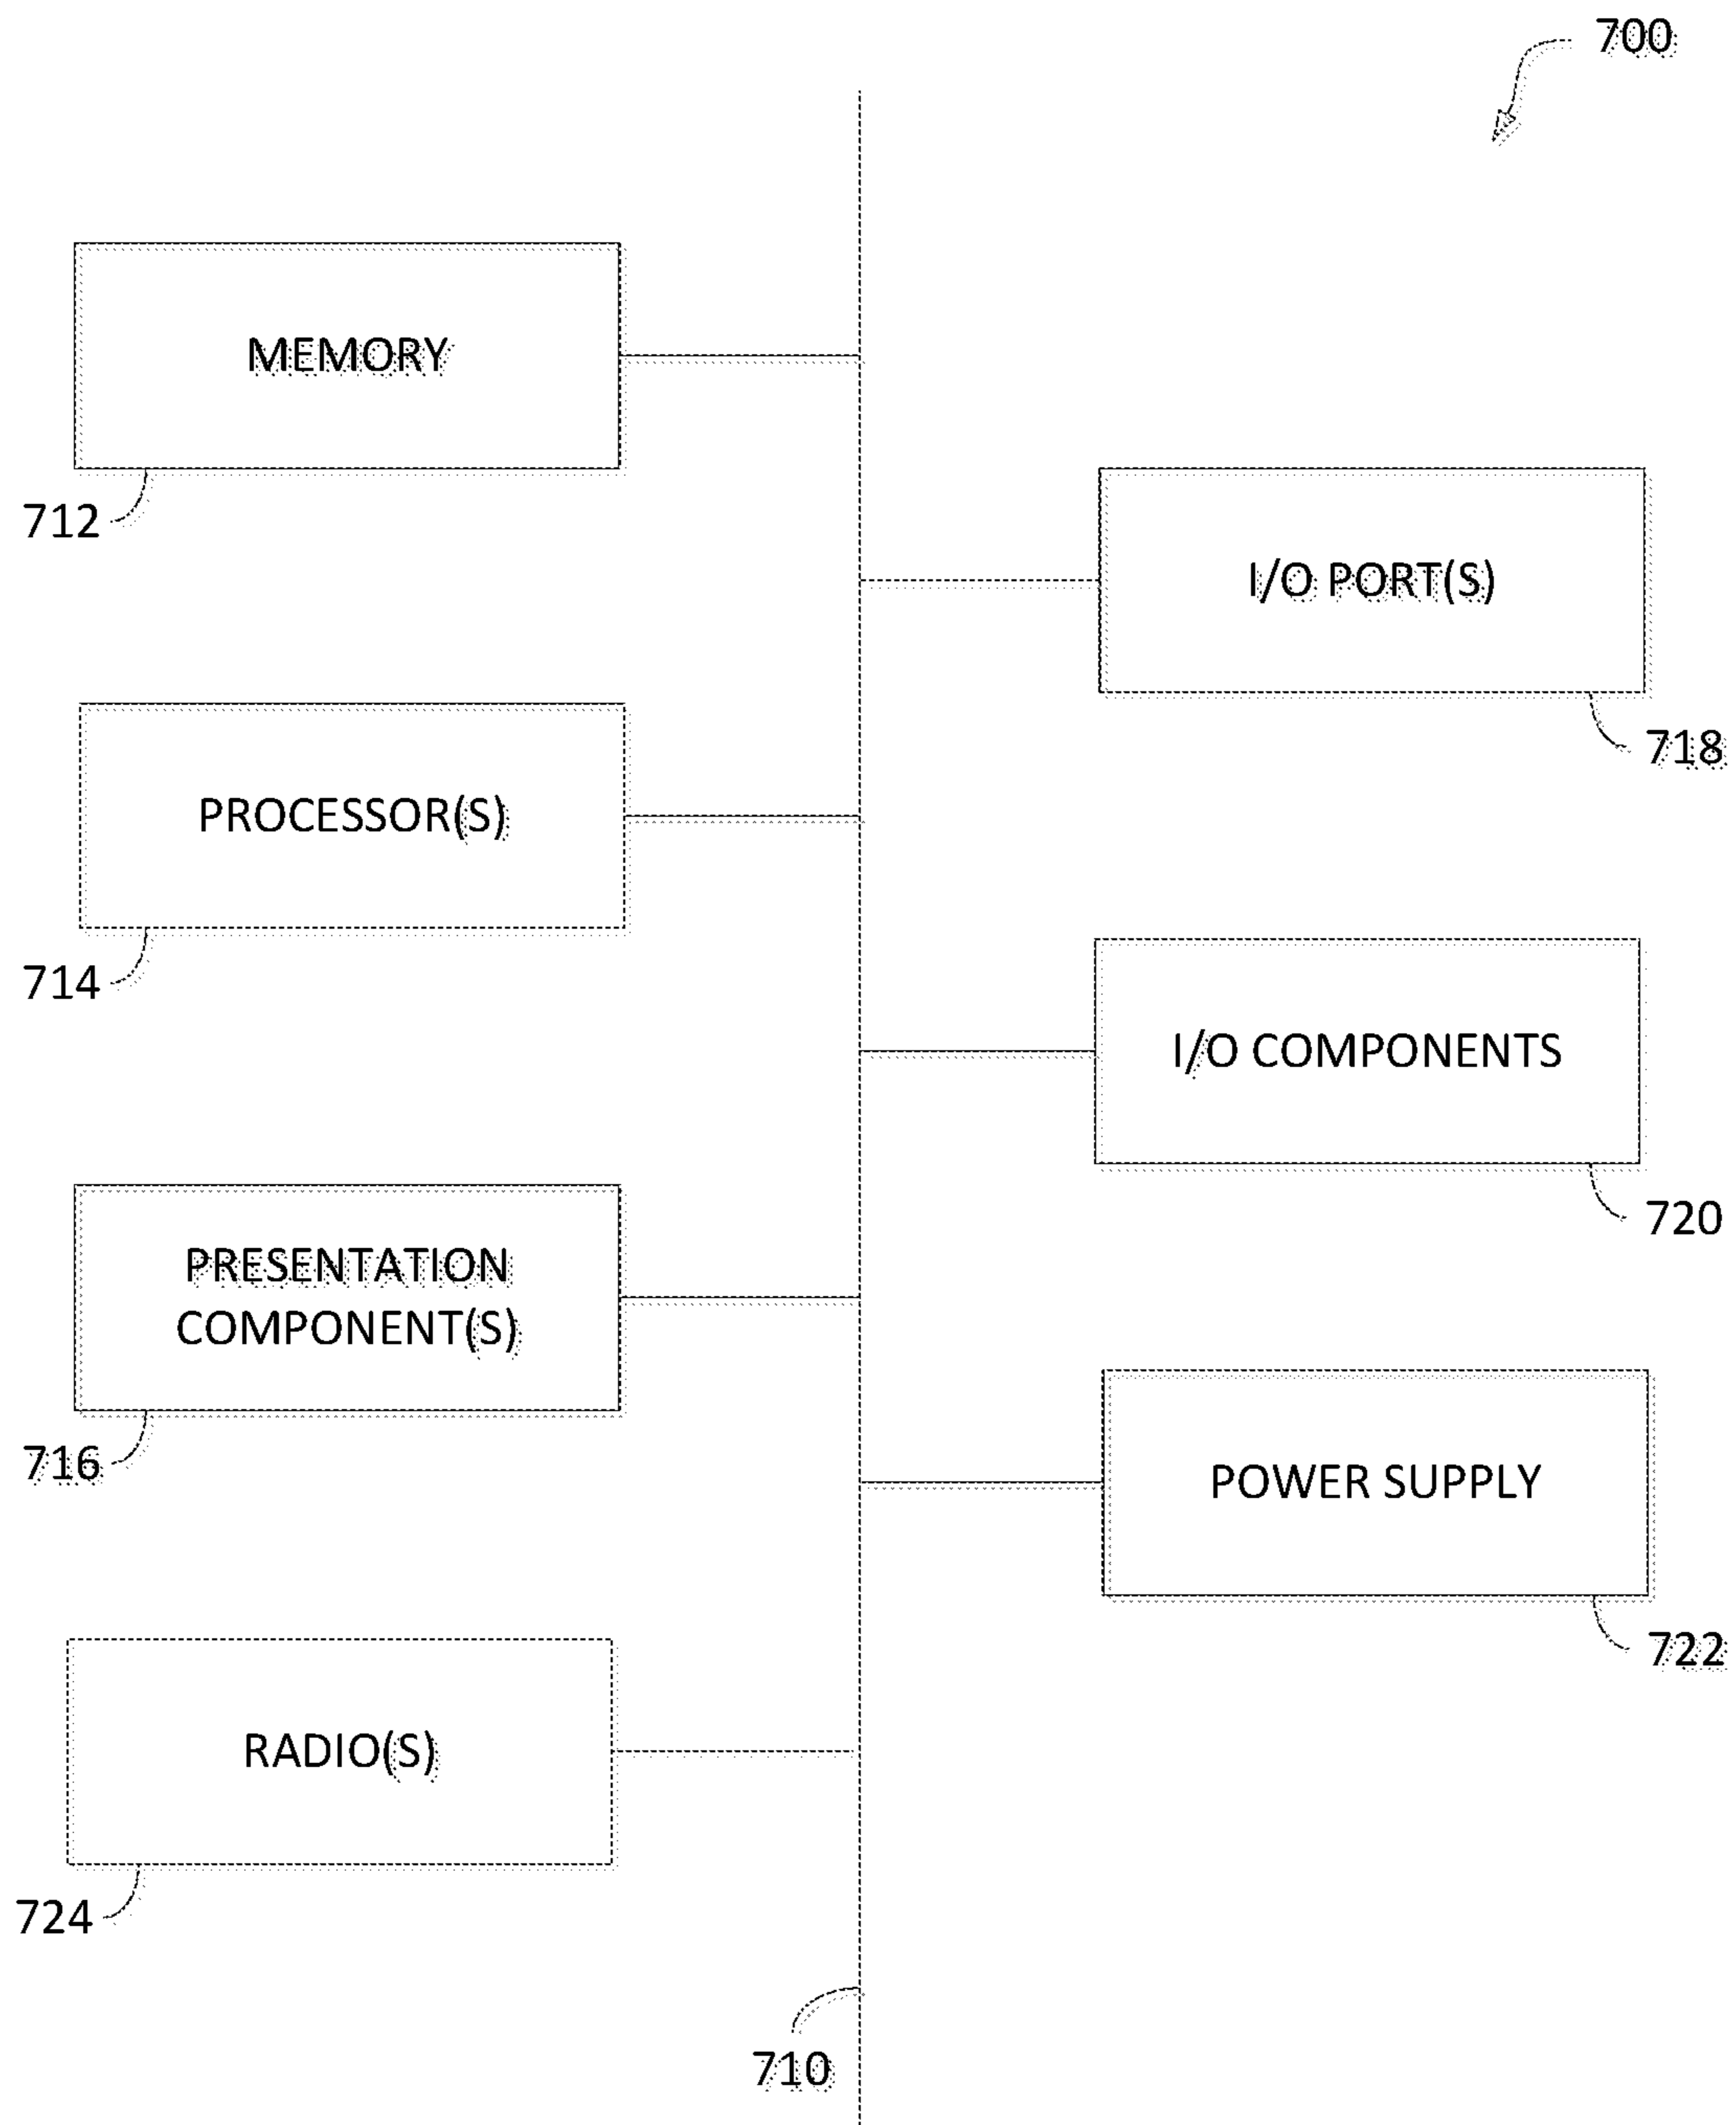 700
MEMORY
712
I/O PORT(S)
718
PROCESSOR(S)
714
I/O COMPONENTS
720
PRESENTATION
COMPONENT(S)
716
POWER SUPPLY
722
RADIO(S)
724
710